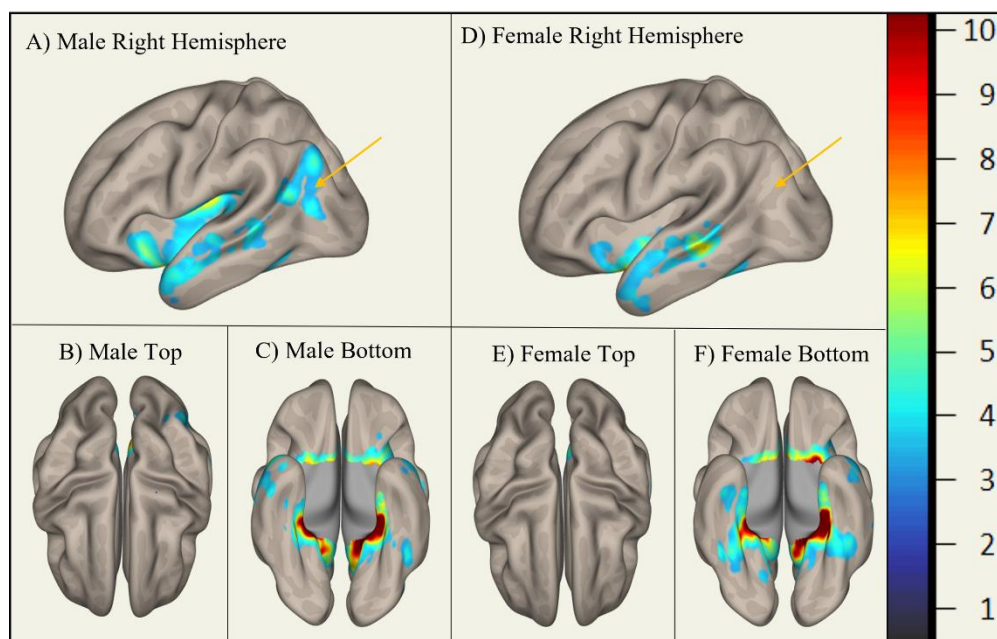 A) Male Right Hemisphere
D) Female Right Hemisphere
B) Male Top
C) Male Bottom
E) Female Top
F) Female Bottom
10
9
8
7
6
5
4
3
2
1